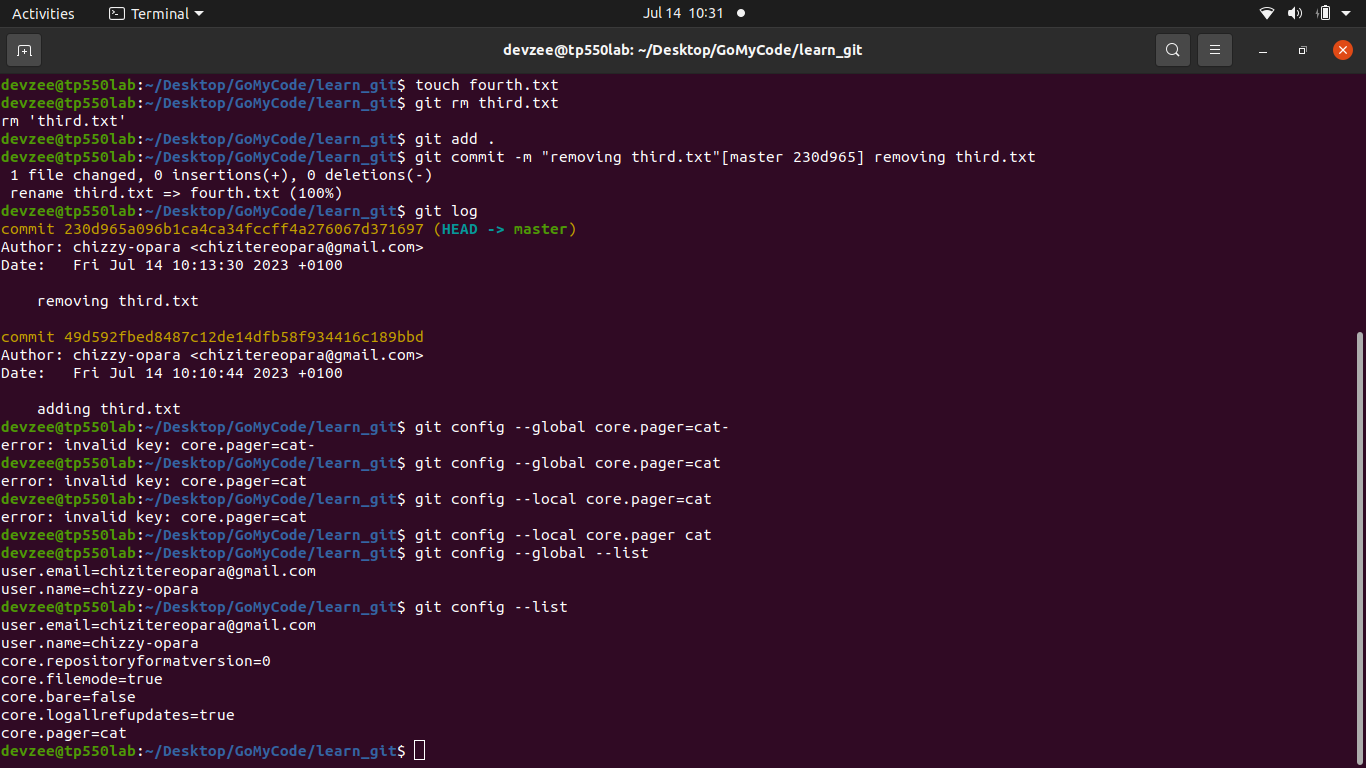 Activities
Terminal
Jul 14 10:31
devzee@tp550lab: ~/Desktop/GoMyCode/learn_git
devzee@tp550lab:~/Desktop/GoMyCode/learn_git$ touch fourth.txt
devzee@tp550lab:~/Desktop/GoMyCode/learn_git$ git rm third.txt
rm 'third.txt'
devzee@tp550lab:~/Desktop/GoMyCode/learn_git$ git add .
devzee@tp550lab:~/Desktop/GoMyCode/learn_git$ git commit -m "removing third.txt"[master 230d965] removing third.txt
 1 file changed, 0 insertions(+), 0 deletions(-)
 rename third.txt => fourth.txt (100%)
devzee@tp550lab:~/Desktop/GoMyCode/learn_git$ git log
commit 230d965a096b1ca4ca34fccff4a276067d371697 (HEAD -> master)
Author: chizzy-opara <chizitereopara@gmail.com>
Date:   Fri Jul 14 10:13:30 2023 +0100

    removing third.txt

commit 49d592fbed8487c12de14dfb58f934416c189bbd
Author: chizzy-opara <chizitereopara@gmail.com>
Date:   Fri Jul 14 10:10:44 2023 +0100

    adding third.txt
devzee@tp550lab:~/Desktop/GoMyCode/learn_git$ git config --global core.pager=cat-
error: invalid key: core.pager=cat-
devzee@tp550lab:~/Desktop/GoMyCode/learn_git$ git config --global core.pager=cat
error: invalid key: core.pager=cat
devzee@tp550lab:~/Desktop/GoMyCode/learn_git$ git config --local core.pager=cat
error: invalid key: core.pager=cat
devzee@tp550lab:~/Desktop/GoMyCode/learn_git$ git config --local core.pager cat
devzee@tp550lab:~/Desktop/GoMyCode/learn_git$ git config --global --list
user.email=chizitereopara@gmail.com
user.name=chizzy-opara
devzee@tp550lab:~/Desktop/GoMyCode/learn_git$ git config --list
user.email=chizitereopara@gmail.com
user.name=chizzy-opara
core.repositoryformatversion=0
core.filemode=true
core.bare=false
core.logallrefupdates=true
core.pager=cat
devzee@tp550lab:~/Desktop/GoMyCode/learn_git$